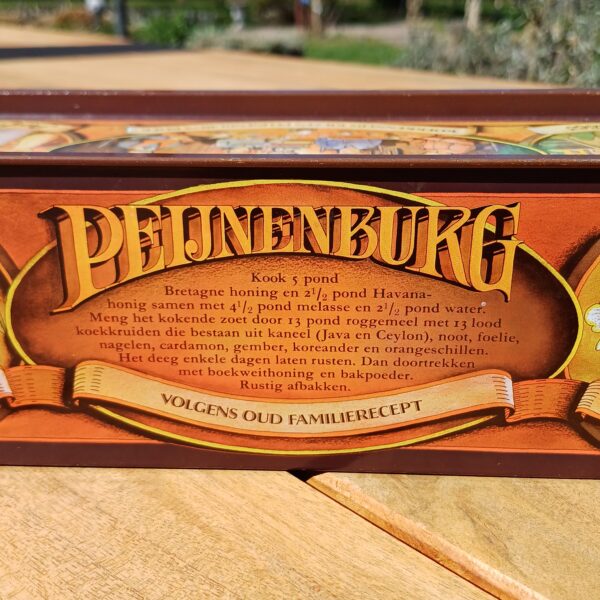 PEIJNENBURG
Kook 5 pond
Bretagne honing en 2½ pond Havana-
honig samen met 4½ pond melasse en 2½ pond water.
Meng het kokende zoet door 13 pond roggemeel met 13 lood
koekkruiden die bestaan uit kaneel (Java en Ceylon), noot, foelie,
nagelen, cardamon, gember, koreander en orangeschillen.
Het deeg enkele dagen laten rusten. Dan doortrekken
met boekweithoning en bakpoeder.
Rustig afbakken.
VOLGENS OUD FAMILIERECEPT